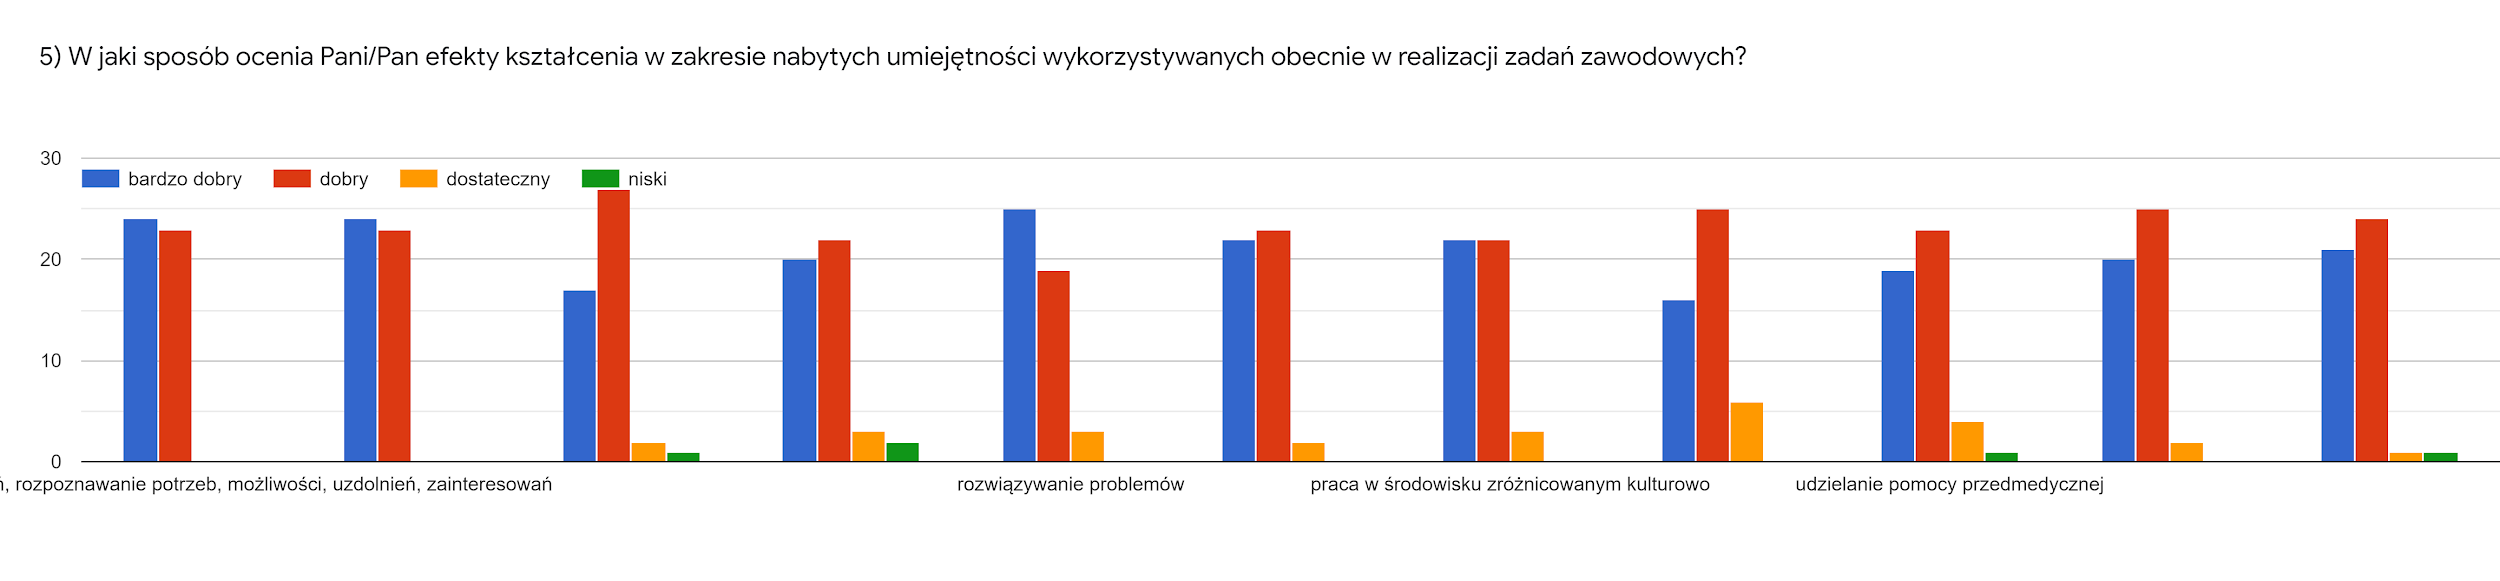 5) W jaki sposób ocenia Pani/Pan efekty kształcenia w zakresie nabytych umiejętności wykorzystywanych obecnie w realizacji zadań zawodowych?
30
bardzo dobry dobry dostateczny niski
20
10
0
rozpoznawanie potrzeb, możliwości, uzdolnień, zainteresowań rozwiązywanie problemów praca w środowisku zróżnicowanym kulturowo udzielanie pomocy przedmedycznej